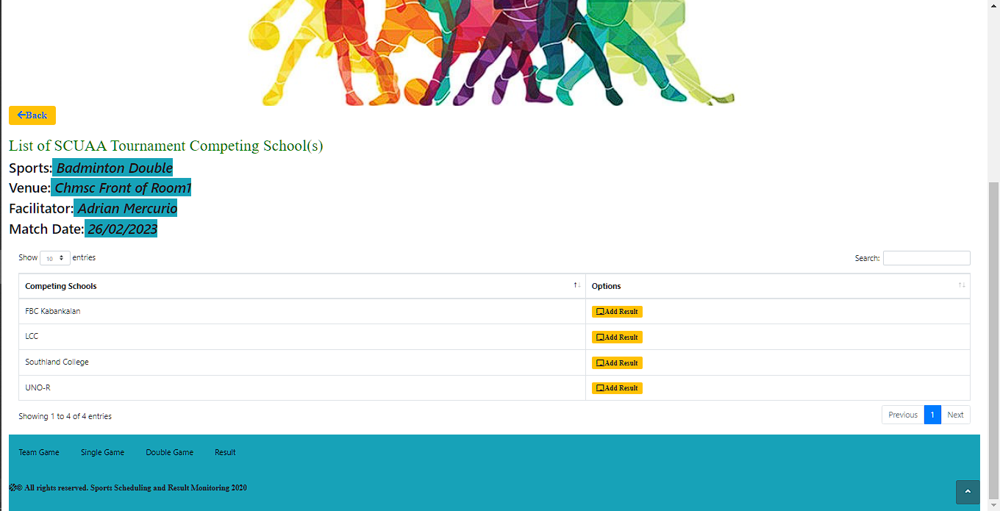 Back
List of SCUAA Tournament Competing School(s)
Sports: Badminton Double
Venue: Chmsc Front of Room1
Facilitator: Adrian Mercurio
Match Date: 26/02/2023
Show 10 entries
Search:
Competing Schools Options
FBC Kabankalan Add Result
LCC Add Result
Southland College Add Result
UNO-R Add Result
Showing 1 to 4 of 4 entries
Previous 1 Next
Team Game Single Game Double Game Result
© All rights reserved. Sports Scheduling and Result Monitoring 2020